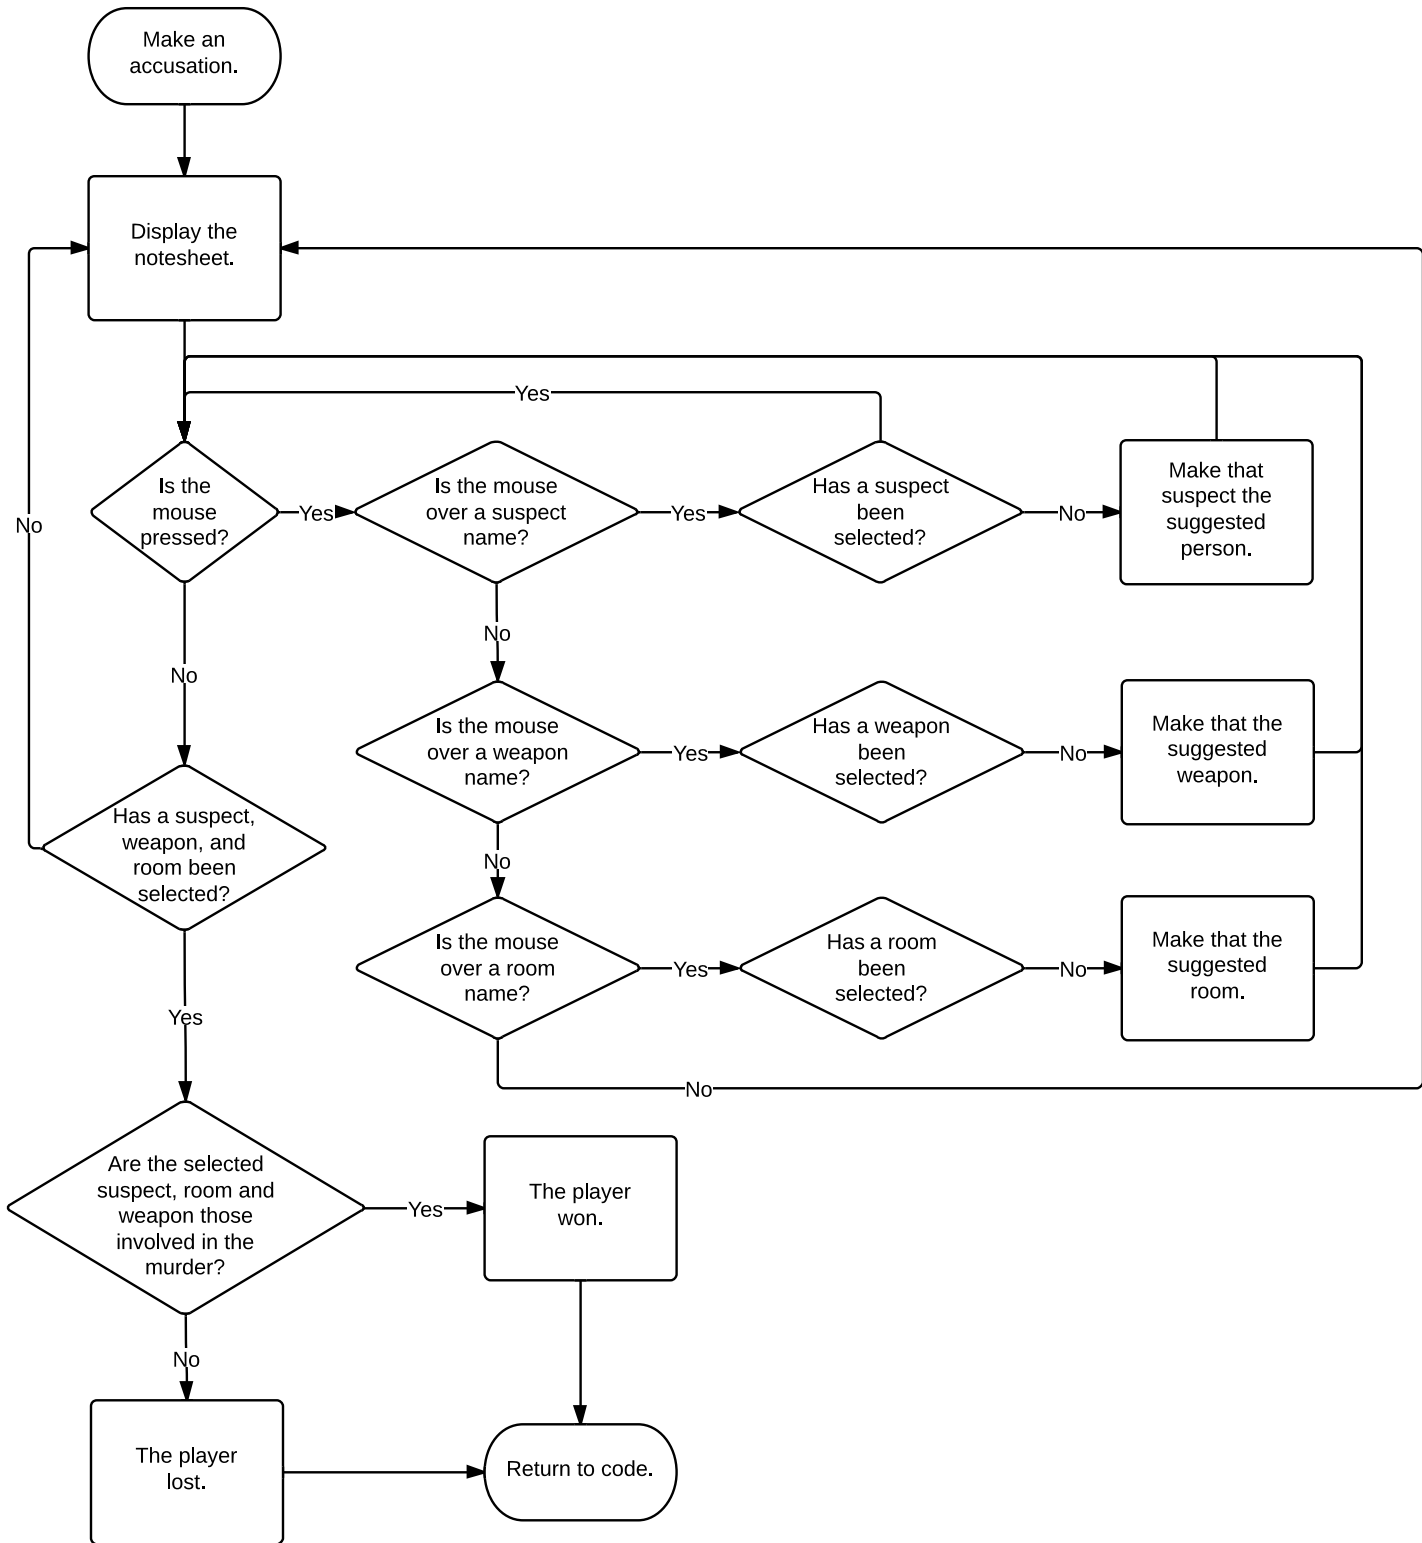 Make an
accusation.
Display the
notesheet.
Yes
Is the
mouse
pressed?
Yes
Is the mouse
over a suspect
name?
Yes
Has a suspect
been
selected?
No
Make that
suspect the
suggested
person.
No
No
No
Is the mouse
over a weapon
name?
Yes
Has a weapon
been
selected?
No
Make that the
suggested
weapon.
Has a suspect,
weapon, and
room been
selected?
No
Is the mouse
over a room
name?
Yes
Has a room
been
selected?
No
Make that the
suggested
room.
Yes
No
Are the selected
suspect, room and
weapon those
involved in the
murder?
Yes
The player
won.
No
The player
lost.
Return to code.